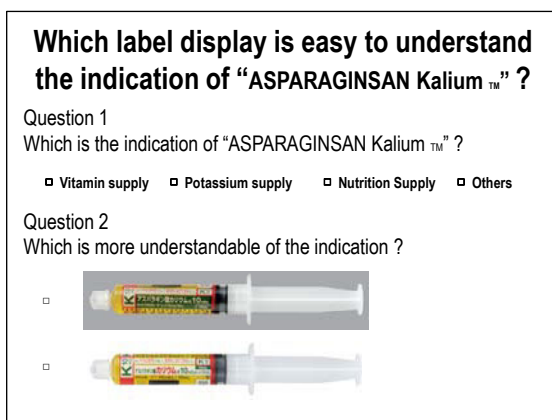 Which label display is easy to understand
the indication of “ASPARAGINSAN Kalium ™” ?
Question 1
Which is the indication of “ASPARAGINSAN Kalium ™” ?
Vitamin supply Potassium supply Nutrition Supply Others
Question 2
Which is more understandable of the indication ?